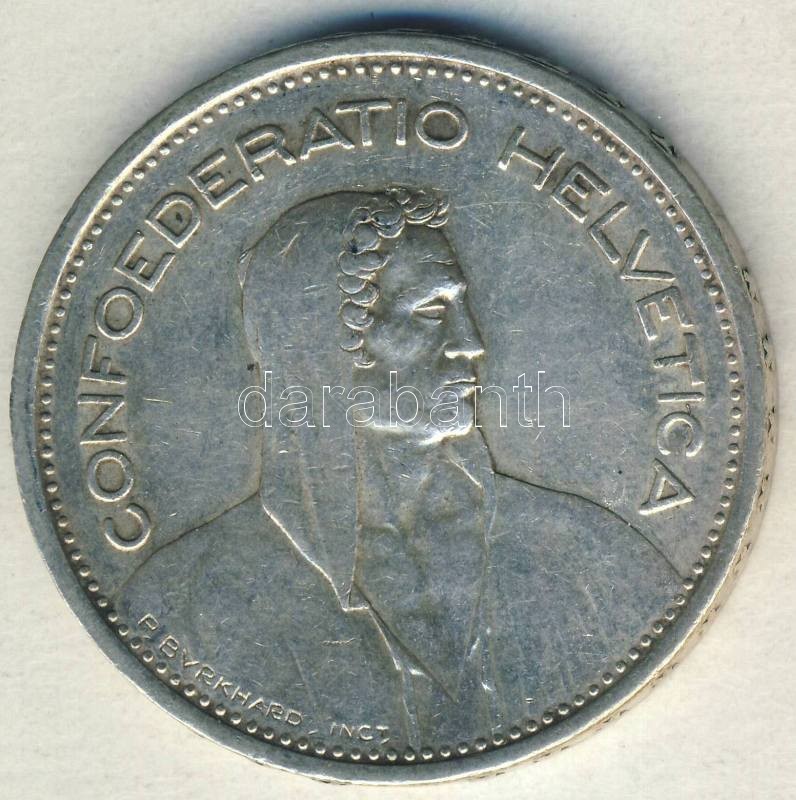 CONFOEDERATIO HELVETICA
darabanth
P. BVRKHARD INCT